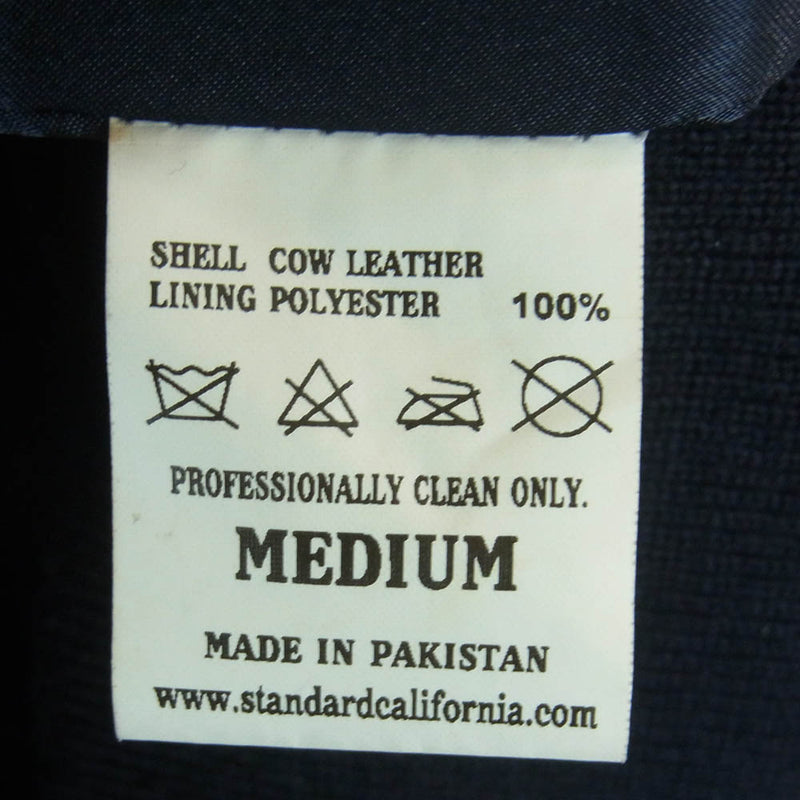 SHELL COW LEATHER
LINING POLYESTER 100%
PROFESSIONALLY CLEAN ONLY.
MEDIUM
MADE IN PAKISTAN
www.standardcalifornia.com